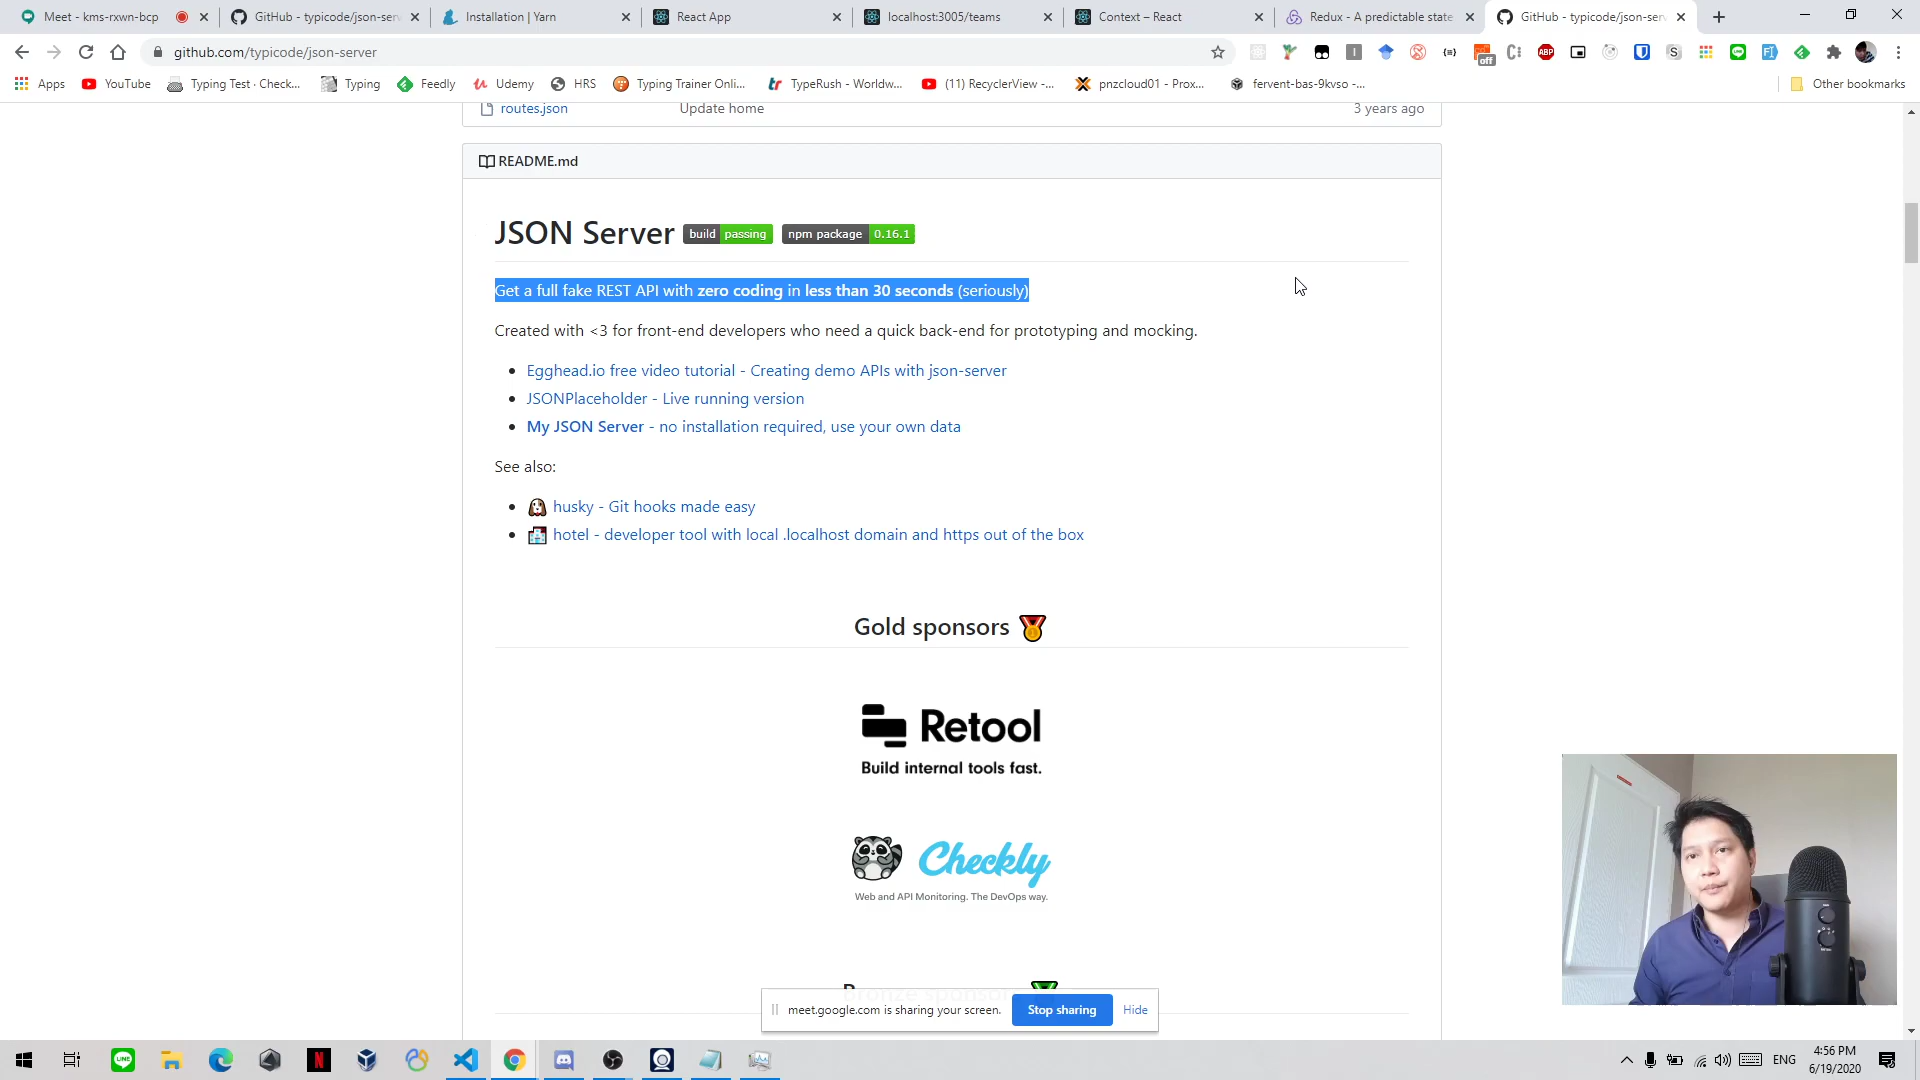 Meet - kms-rxwn-bcp
GitHub - typicode/json-serv
Installation | Yarn
React App
localhost:3005/teams
Context – React
Redux - A predictable state
GitHub - typicode/json-serv
github.com/typicode/json-server
off
ABP
Apps
YouTube
Typing Test · Check...
Typing
Feedly
Udemy
HRS
Typing Trainer Onli...
TypeRush - Worldw...
(11) RecyclerView -...
pnzcloud01 - Prox...
fervent-bas-9kvso -...
Other bookmarks
routes.json
Update home
3 years ago
README.md
JSON Server build passing npm package 0.16.1
Get a full fake REST API with zero coding in less than 30 seconds (seriously)
Created with <3 for front-end developers who need a quick back-end for prototyping and mocking.
Egghead.io free video tutorial - Creating demo APIs with json-server
JSONPlaceholder - Live running version
My JSON Server - no installation required, use your own data
See also:
husky - Git hooks made easy
hotel - developer tool with local .localhost domain and https out of the box
Gold sponsors
Retool
Build internal tools fast.
Checkly
Web and API Monitoring. The DevOps way.
Bronze sponsors
meet.google.com is sharing your screen.
Stop sharing
Hide
LINE
N
ENG
4:56 PM
6/19/2020